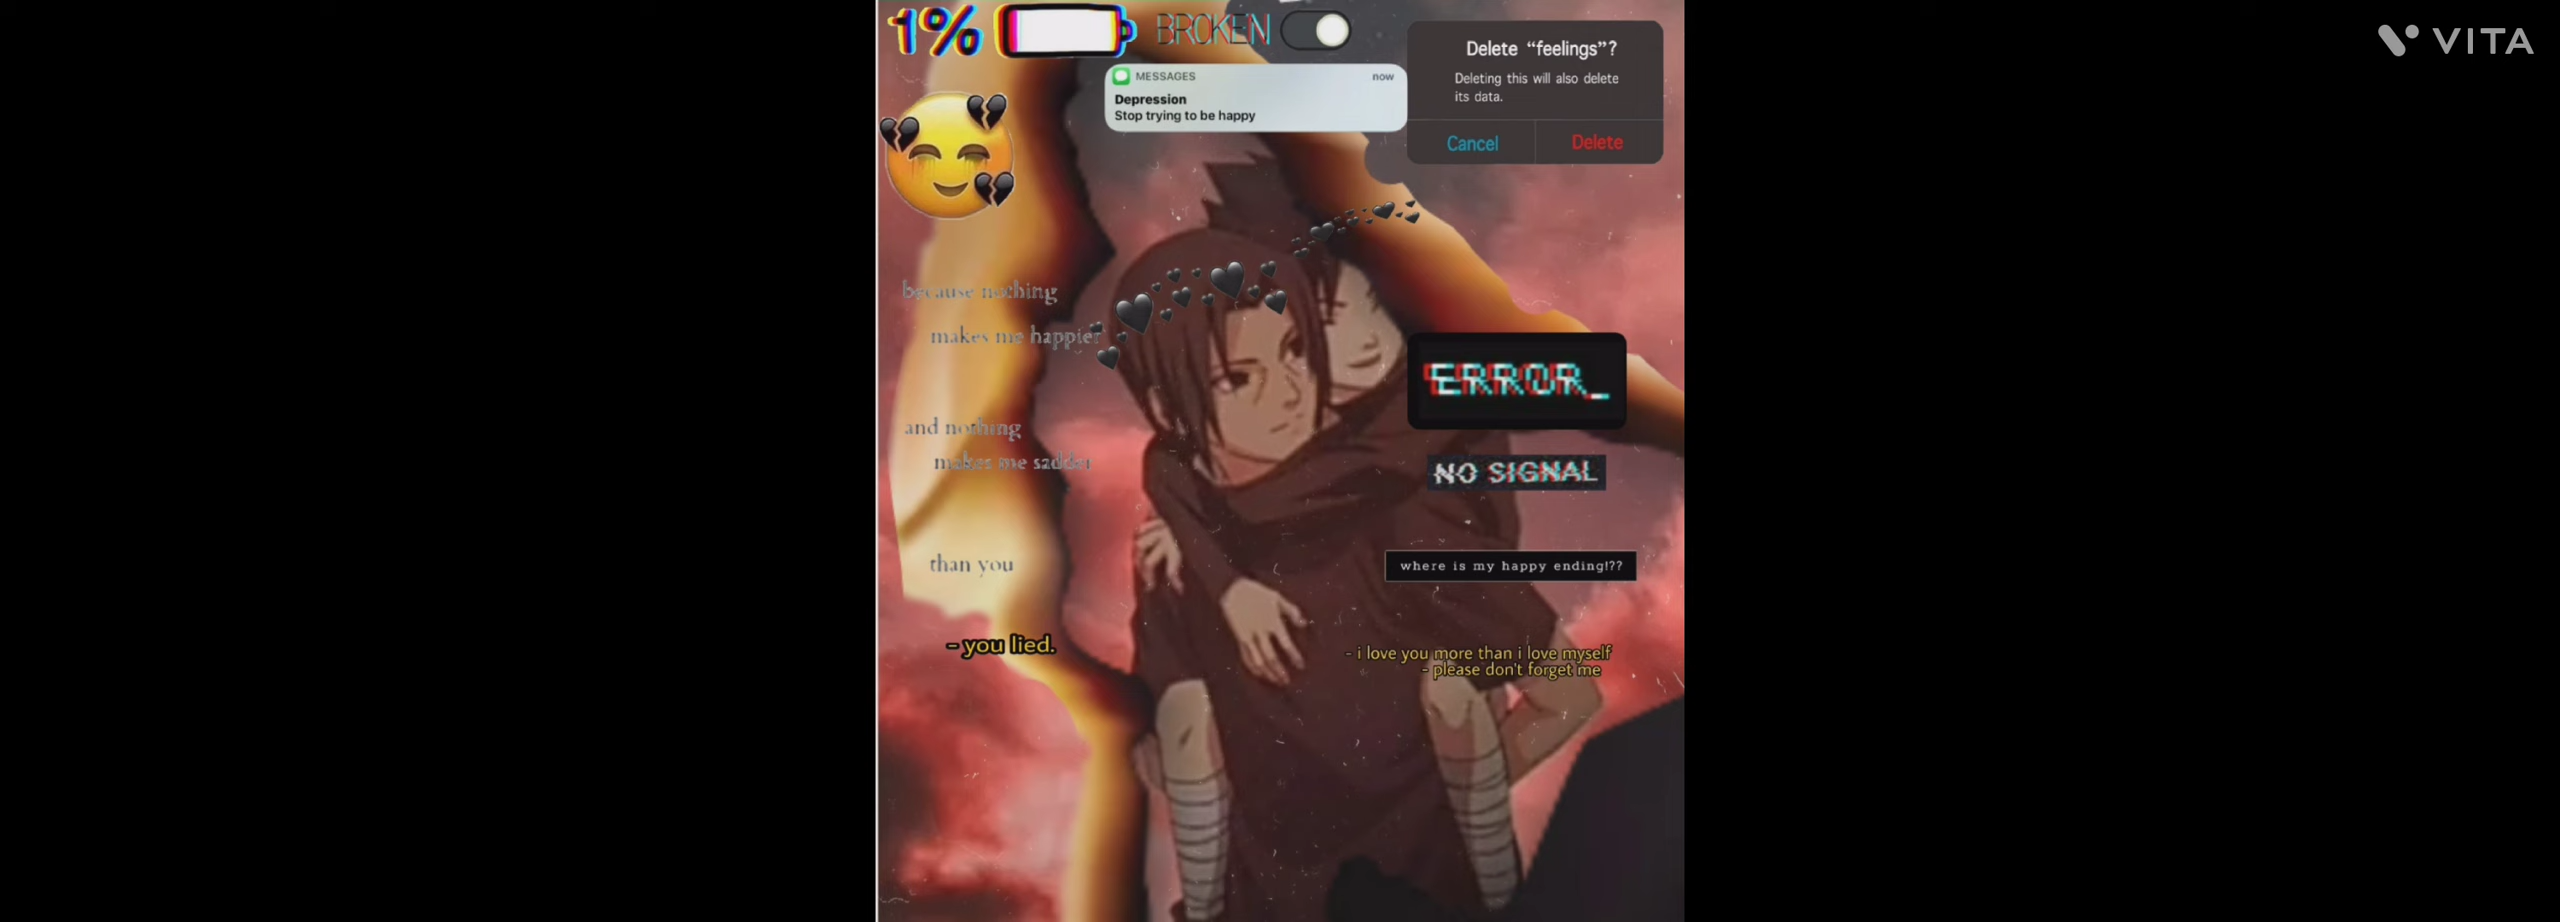 1%
BROKEN
VITA
Delete “feelings”?
Deleting this will also delete
its data.
Cancel
Delete
MESSAGES
now
Depression
Stop trying to be happy
because nothing
makes me happier
and nothing
makes me sadder
than you
ERROR_
NO SIGNAL
where is my happy ending!??
- you lied.
- i love you more than i love myself
- please don't forget me